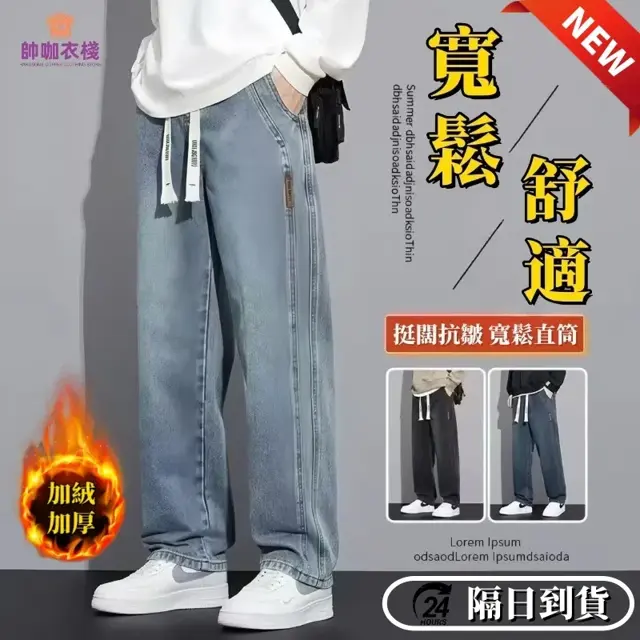 帥咖衣棧
NEW
寬鬆
舒適
Summer dbhsaidadjnisoadksioThin
dbhsaidadjnisoadksioThn
挺闊抗皺 寬鬆直筒
加絨
加厚
Lorem Ipsum
odsaodLorem Ipsumdsaioda
24
HOURS
隔日到貨